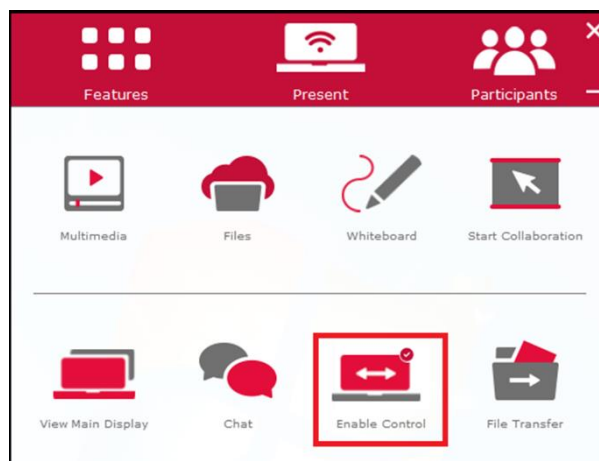 Features Present Participants
Multimedia Files Whiteboard Start Collaboration
View Main Display Chat Enable Control File Transfer